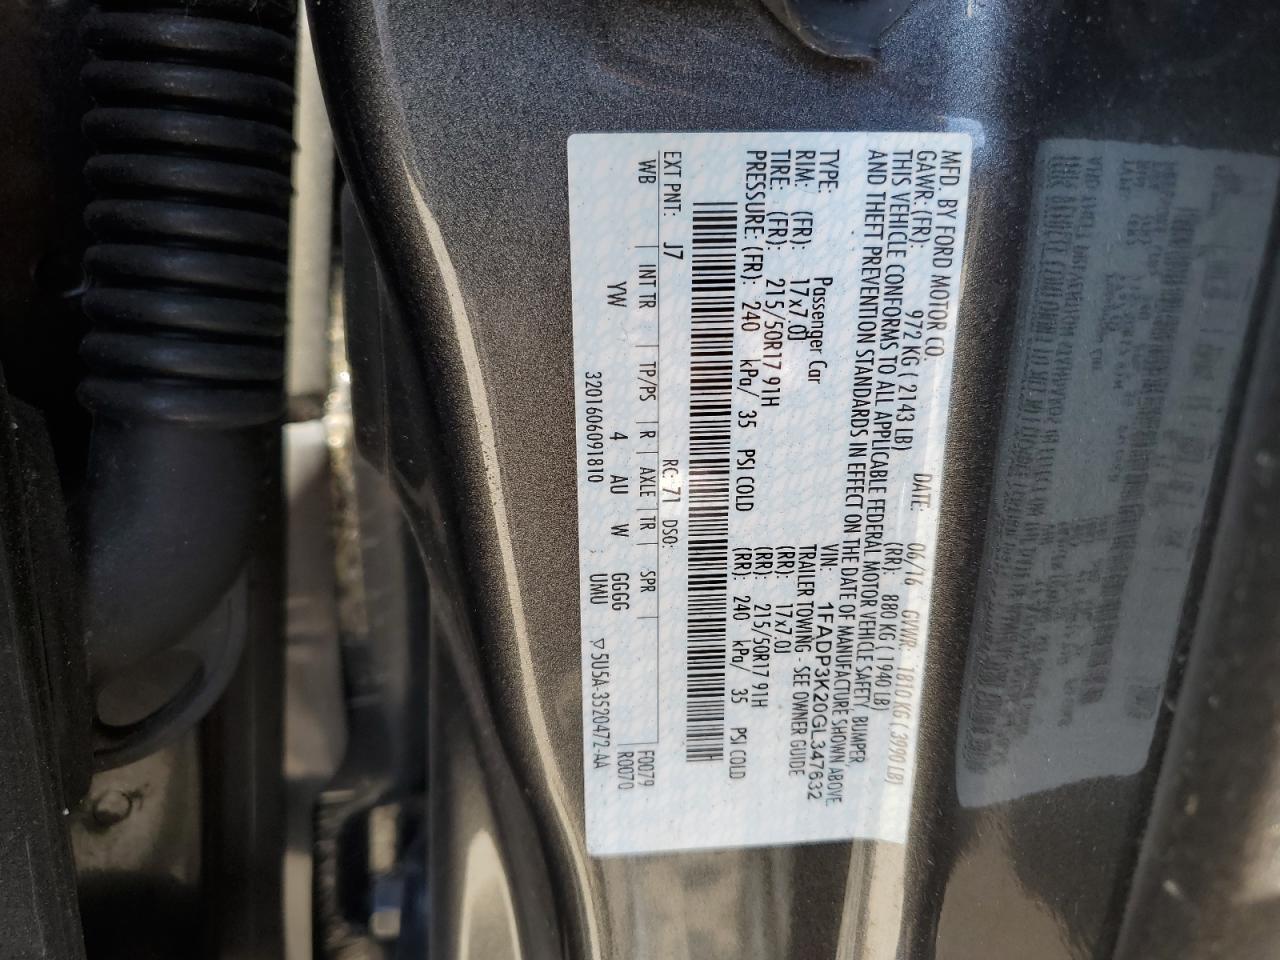 MFD. BY FORD MOTOR CO.
DATE: 06/16 GVWR: 1810 KG ( 3990 LB)
GAWR: (FR): 972 KG ( 2143 LB) (RR): 880 KG ( 1940 LB)
THIS VEHICLE CONFORMS TO ALL APPLICABLE FEDERAL MOTOR VEHICLE SAFETY, BUMPER,
AND THEFT PREVENTION STANDARDS IN EFFECT ON THE DATE OF MANUFACTURE SHOWN ABOVE
VIN: 1FADP3K20GL347632
TYPE: Passenger Car TRAILER TOWING - SEE OWNER GUIDE
RIM: (FR): 17x7.0J (RR): 17x7.0J
TIRE: (FR): 215/50R17 91H (RR): 215/50R17 91H
PRESSURE: (FR): 240 kPa/ 35 PSI COLD (RR): 240 kPa/ 35 PSI COLD
EXT PNT: J7 RC: 71 DSO: F0079
WB INT TR TP/PS R AXLE TR SPR R0070
YW 4 AU W GGGG
UMU ▽5U5A-3520472-AA
3201606091810